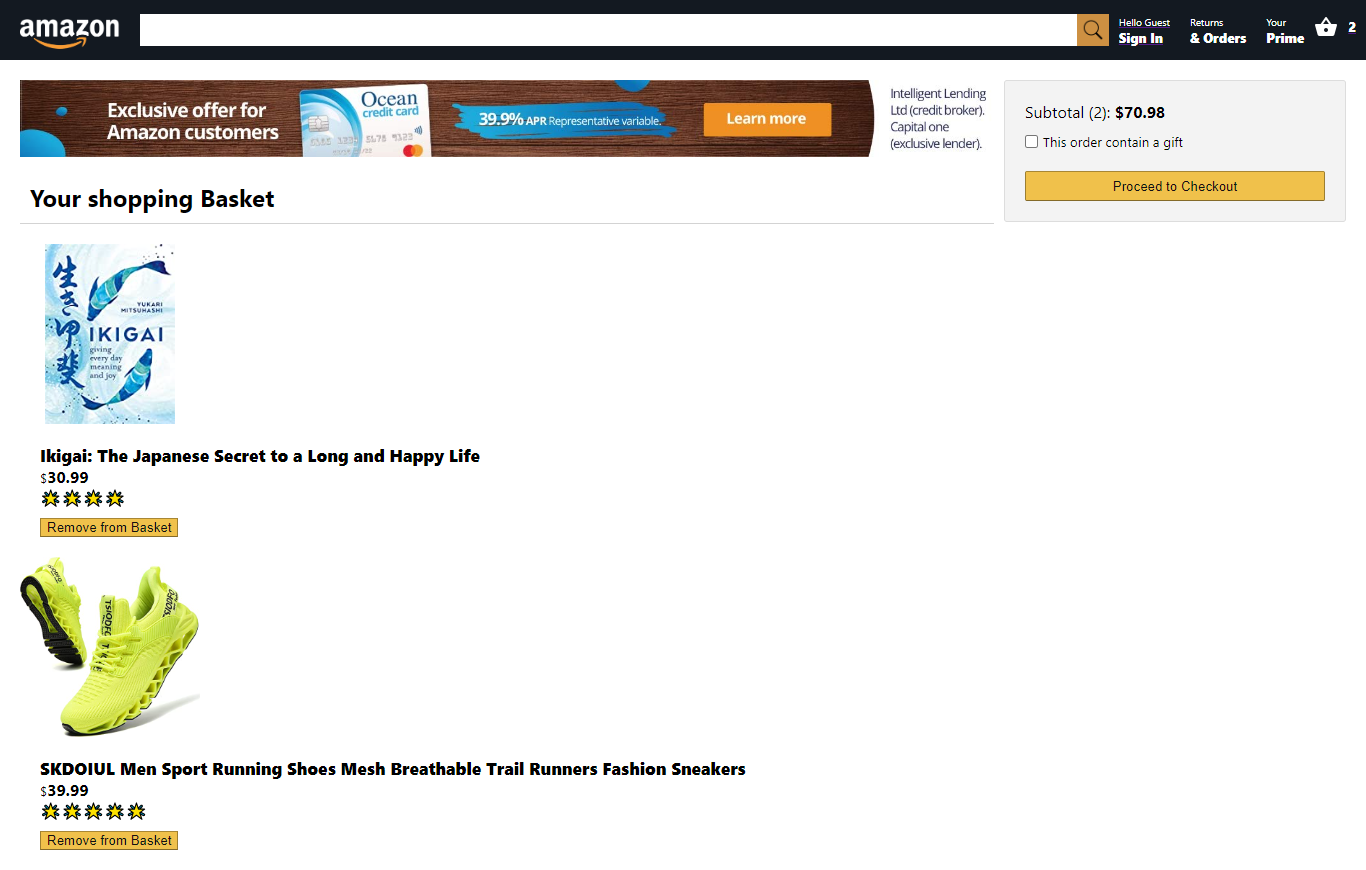 amazon
Hello Guest
Sign In
Returns
& Orders
Your
Prime
2
Exclusive offer for
Amazon customers
Ocean
credit card
39.9% APR Representative variable.
Learn more
Intelligent Lending
Ltd (credit broker).
Capital one
(exclusive lender).
Subtotal (2): $70.98
This order contain a gift
Proceed to Checkout
Your shopping Basket
生き甲斐
YUKARI
MITSUHASHI
IKIGAI
giving
every day
meaning
and joy
Ikigai: The Japanese Secret to a Long and Happy Life
$30.99
Remove from Basket
SKDOIUL Men Sport Running Shoes Mesh Breathable Trail Runners Fashion Sneakers
$39.99
Remove from Basket